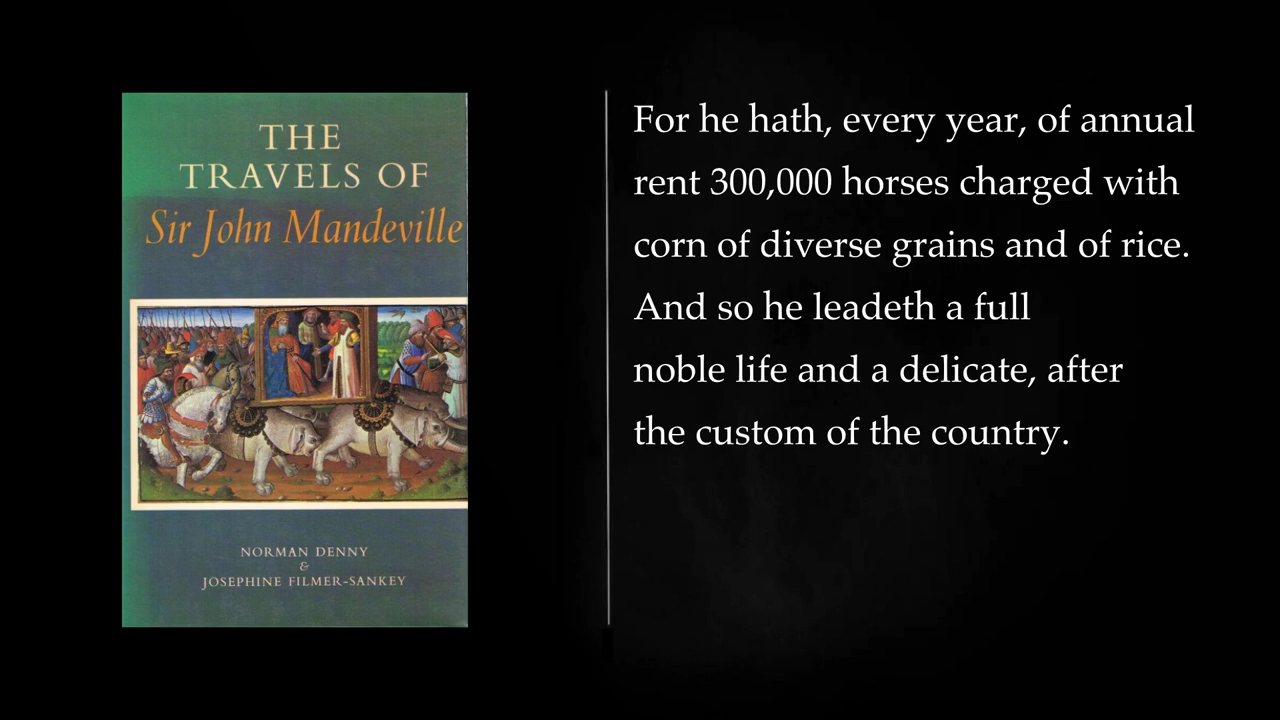 THE
TRAVELS OF
Sir John Mandeville
NORMAN DENNY
&
JOSEPHINE FILMER-SANKEY
For he hath, every year, of annual
rent 300,000 horses charged with
corn of diverse grains and of rice.
And so he leadeth a full
noble life and a delicate, after
the custom of the country.